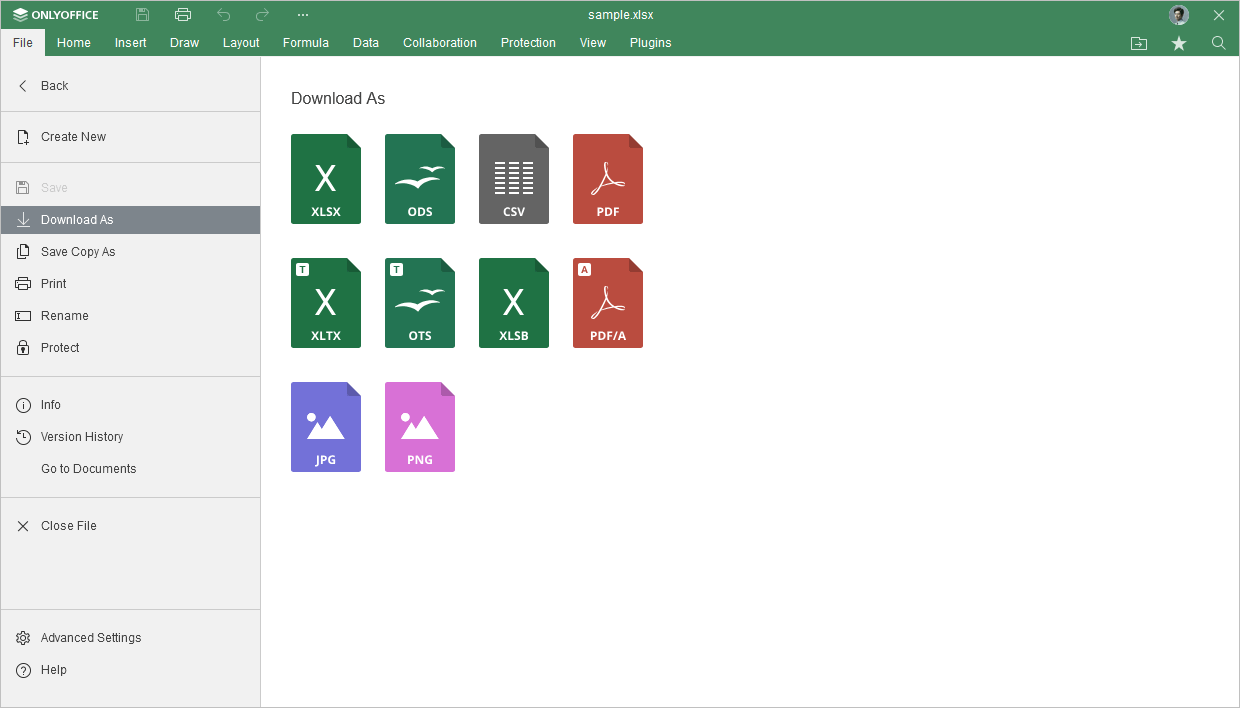 ONLYOFFICE
sample.xlsx
File Home Insert Draw Layout Formula Data Collaboration Protection View Plugins
Back
Create New
Save
Download As
Save Copy As
Print
Rename
Protect
Info
Version History
Go to Documents
Close File
Advanced Settings
Help
Download As
X X
XLSX ODS CSV PDF
T T A
X X
XLTX OTS XLSB PDF/A
JPG PNG